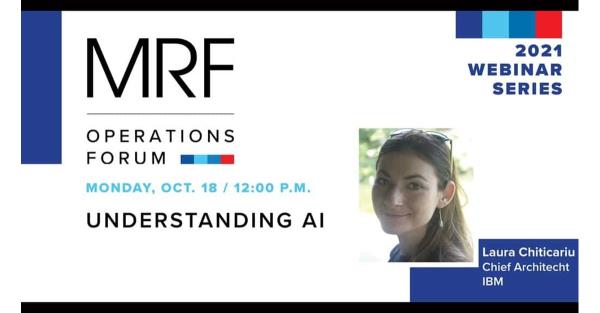 MRF
OPERATIONS
FORUM
MONDAY, OCT. 18 / 12:00 P.M.
UNDERSTANDING AI
2021
WEBINAR
SERIES
Laura Chiticariu
Chief Architecht
IBM